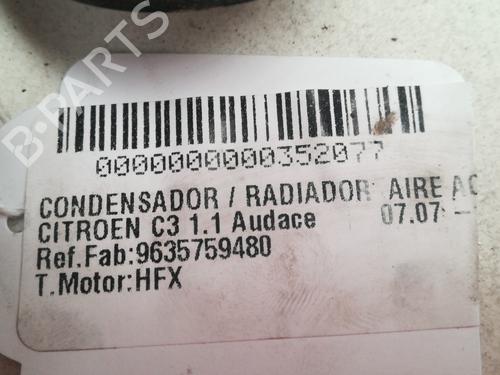 B-PARTS
0000000000352077
CONDENSADOR / RADIADOR AIRE AC
CITROEN C3 1.1 Audace 07.07 -
Ref.Fab:9635759480
T.Motor:HFX